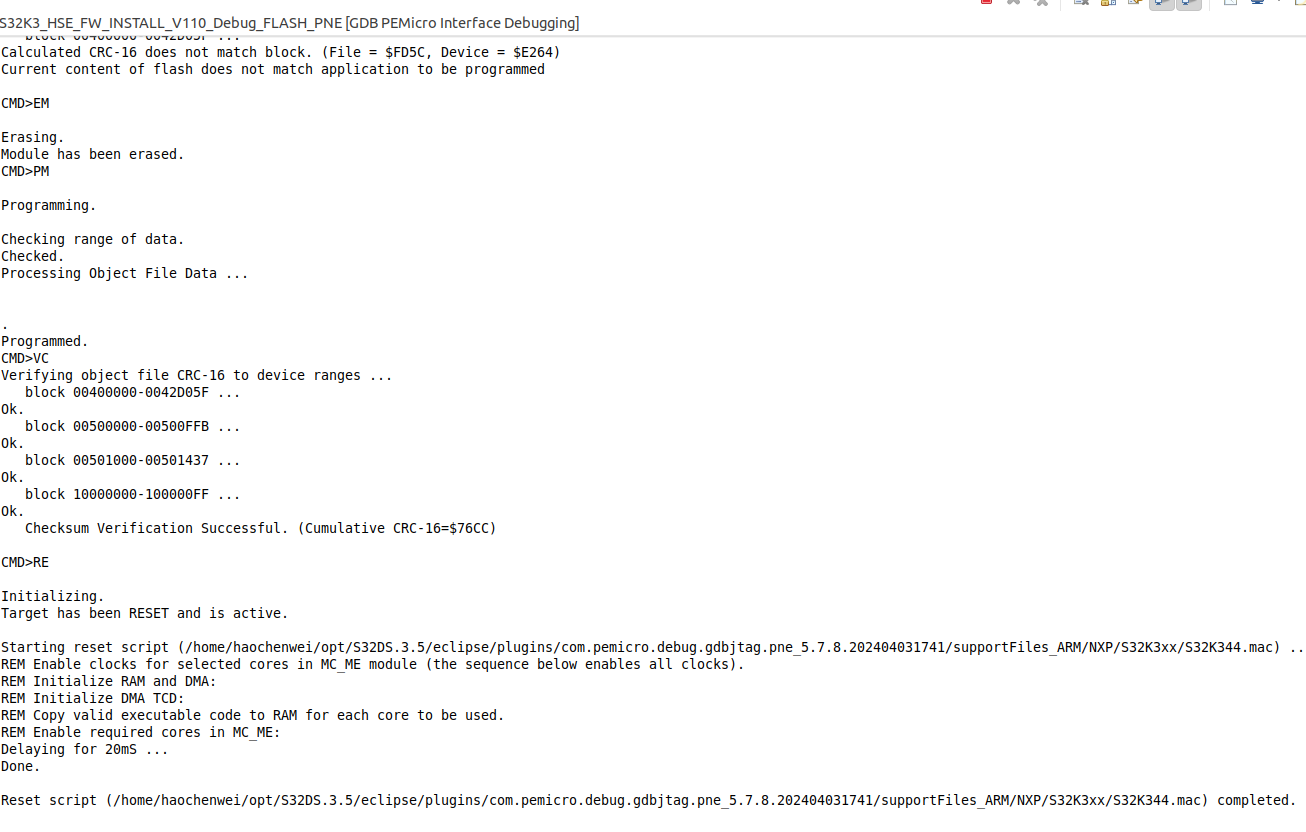 S32K3_HSE_FW_INSTALL_V110_Debug_FLASH_PNE [GDB PEMicro Interface Debugging]
block 00400000-0042D05F ...
Calculated CRC-16 does not match block. (File = $FD5C, Device = $E264)
Current content of flash does not match application to be programmed
CMD>EM
Erasing.
Module has been erased.
CMD>PM
Programming.
Checking range of data.
Checked.
Processing Object File Data ...
.
Programmed.
CMD>VC
Verifying object file CRC-16 to device ranges ...
block 00400000-0042D05F ...
Ok.
block 00500000-00500FFB ...
Ok.
block 00501000-00501437 ...
Ok.
block 10000000-100000FF ...
Ok.
Checksum Verification Successful. (Cumulative CRC-16=$76CC)
CMD>RE
Initializing.
Target has been RESET and is active.
Starting reset script (/home/haochenwei/opt/S32DS.3.5/eclipse/plugins/com.pemicro.debug.gdbjtag.pne_5.7.8.202404031741/supportFiles_ARM/NXP/S32K3xx/S32K344.mac) ..
REM Enable clocks for selected cores in MC_ME module (the sequence below enables all clocks).
REM Initialize RAM and DMA:
REM Initialize DMA TCD:
REM Copy valid executable code to RAM for each core to be used.
REM Enable required cores in MC_ME:
Delaying for 20mS ...
Done.
Reset script (/home/haochenwei/opt/S32DS.3.5/eclipse/plugins/com.pemicro.debug.gdbjtag.pne_5.7.8.202404031741/supportFiles_ARM/NXP/S32K3xx/S32K344.mac) completed.